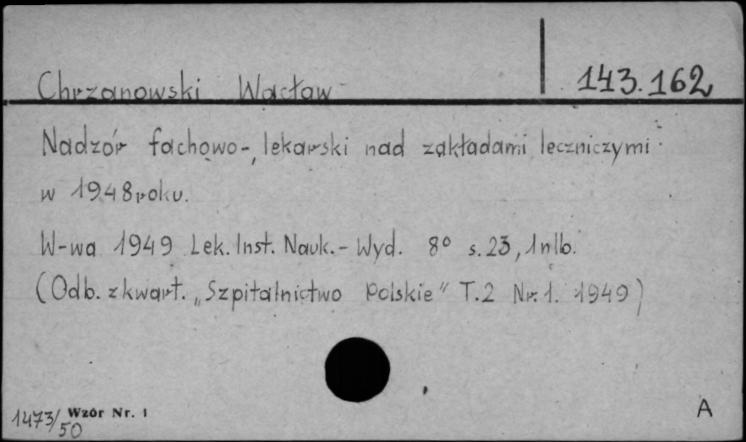 Chrzanowski Wacław
143.162
Nadzór fachowo-lekarski nad zakładami leczniczymi
w 1948 roku.
W-wa 1949 Lek. Inst. Nauk.- Wyd. 8° s. 23, 1 nlb.
(Odb. z kwart. „Szpitalnictwo Polskie" T. 2 Nr. 1. 1949)
1473/50
Wzór Nr. 1
A